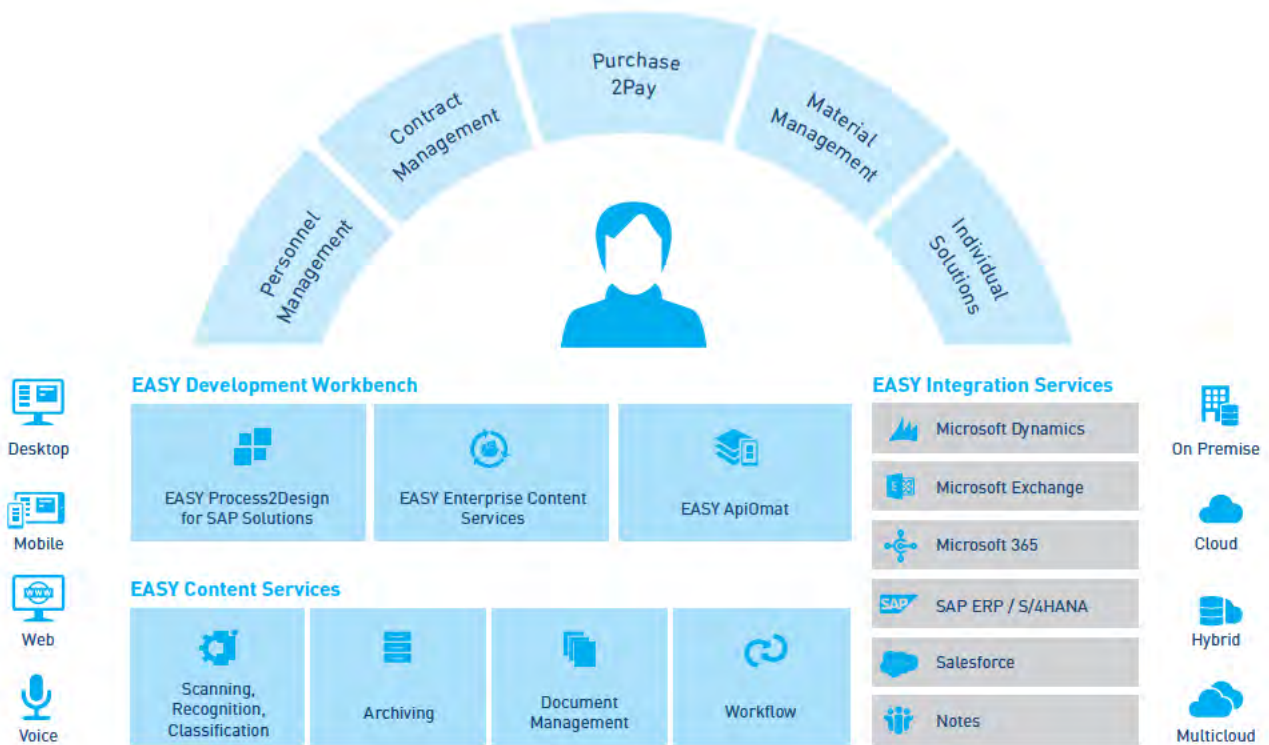 Purchase
2Pay
Contract
Management
Material
Management
Personnel
Management
Individual
Solutions
EASY Development Workbench
EASY Process2Design
for SAP Solutions
EASY Enterprise Content
Services
EASY ApiOmat
EASY Content Services
Scanning,
Recognition,
Classification
Archiving
Document
Management
Workflow
EASY Integration Services
Microsoft Dynamics
Microsoft Exchange
Microsoft 365
SAP
SAP ERP / S/4HANA
Salesforce
Notes
Desktop
Mobile
WWW
Web
Voice
On Premise
Cloud
Hybrid
Multicloud